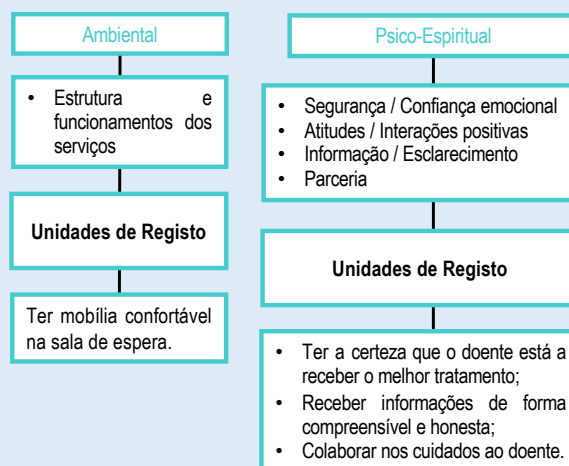 Ambiental
• Estrutura e
funcionamentos dos
serviços
Unidades de Registo
Ter mobília confortável
na sala de espera.
Psico-Espiritual
• Segurança / Confiança emocional
• Atitudes / Interações positivas
• Informação / Esclarecimento
• Parceria
Unidades de Registo
• Ter a certeza que o doente está a
receber o melhor tratamento;
• Receber informações de forma
compreensível e honesta;
• Colaborar nos cuidados ao doente.